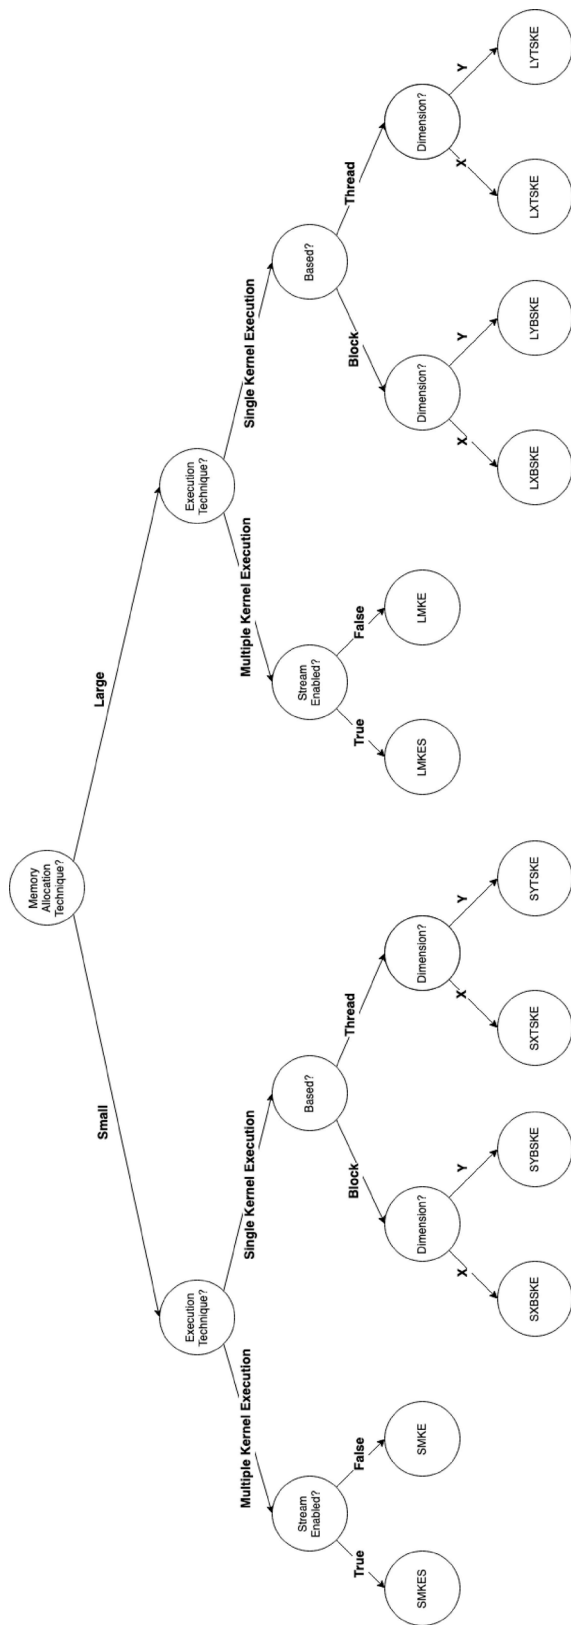 Memory
Allocation
Technique?
Small
Large
Execution
Technique?
Execution
Technique?
Multiple Kernel Execution
Single Kernel Execution
Multiple Kernel Execution
Single Kernel Execution
Stream
Enabled?
Based?
Stream
Enabled?
Based?
True
False
Block
Thread
True
False
Block
Thread
SMKES
SMKE
Dimension?
Dimension?
LMKES
LMKE
Dimension?
Dimension?
X
Y
X
Y
X
Y
X
Y
SXBSKE
SYBSKE
SXTSKE
SYTSKE
LXBSKE
LYBSKE
LXTSKE
LYTSKE